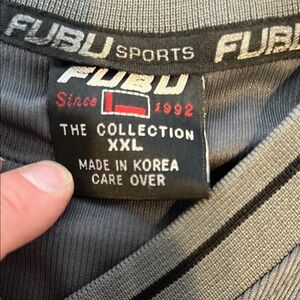 FUBU SPORTS FUBU
FUBU
Since 1992
THE COLLECTION
XXL
MADE IN KOREA
CARE OVER